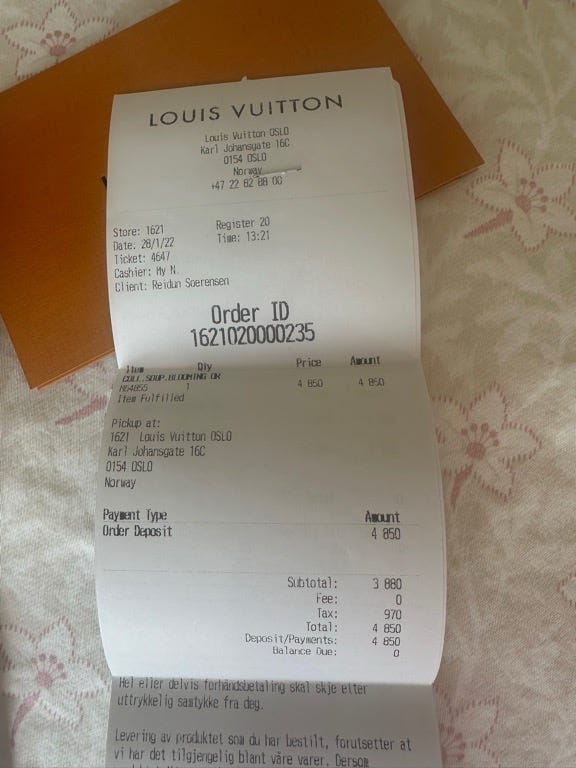 LOUIS VUITTON
Louis Vuitton OSLO
Karl Johansgate 16C
0154 OSLO
Norway
+47 22 82 88 00
Store: 1621 Register 20
Date: 28/1/22 Time: 13:21
Ticket: 4647
Cashier: My N.
Client: Reidun Soerensen
Order ID
1621020000235
Item Qty Price Amount
COLL.SOUP.BLOOMING OR
M64855 1 4 850 4 850
Item Fulfilled
Pickup at:
1621 Louis Vuitton OSLO
Karl Johansgate 16C
0154 OSLO
Norway
Payment Type Amount
Order Deposit 4 850
Subtotal: 3 880
Fee: 0
Tax: 970
Total: 4 850
Deposit/Payments: 4 850
Balance Due: 0
Hel eller delvis forhåndsbetaling skal skje etter
uttrykkelig samtykke fra deg.
Levering av produktet som du har bestilt, forutsetter at
vi har det tilgjengelig blant våre varer. Dersom